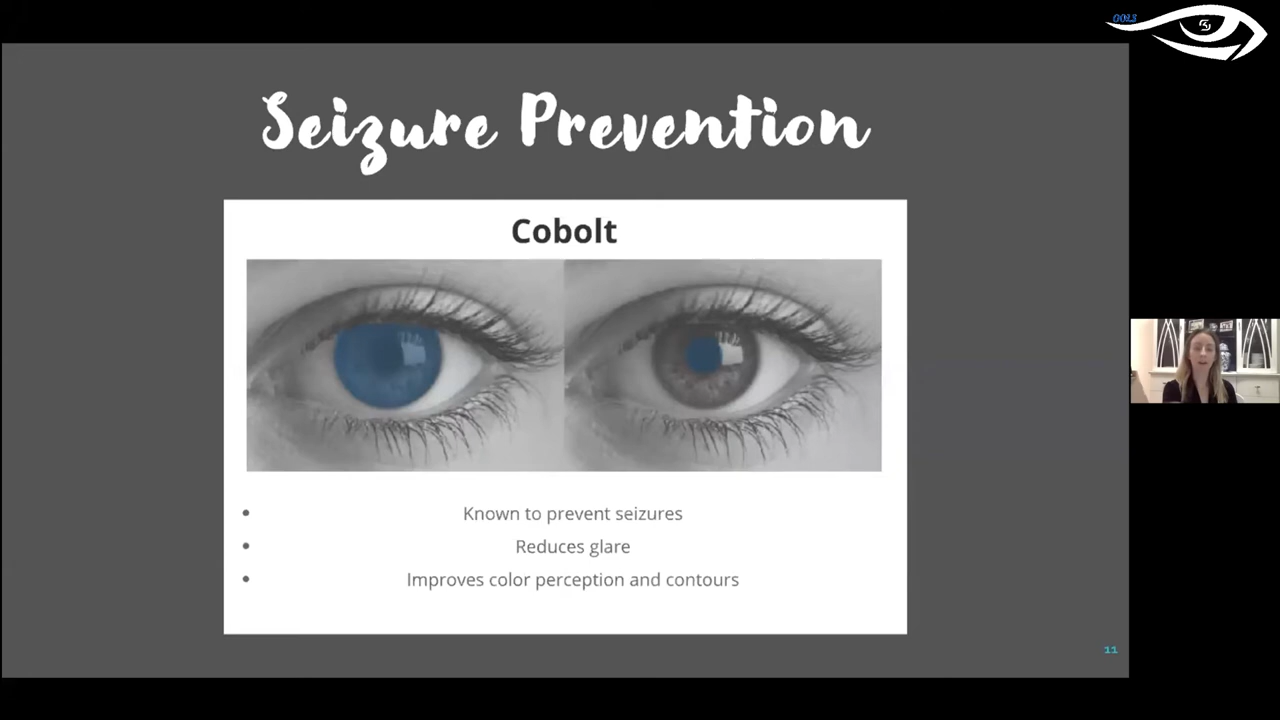 Seizure Prevention
Cobolt
• Known to prevent seizures
• Reduces glare
• Improves color perception and contours
11